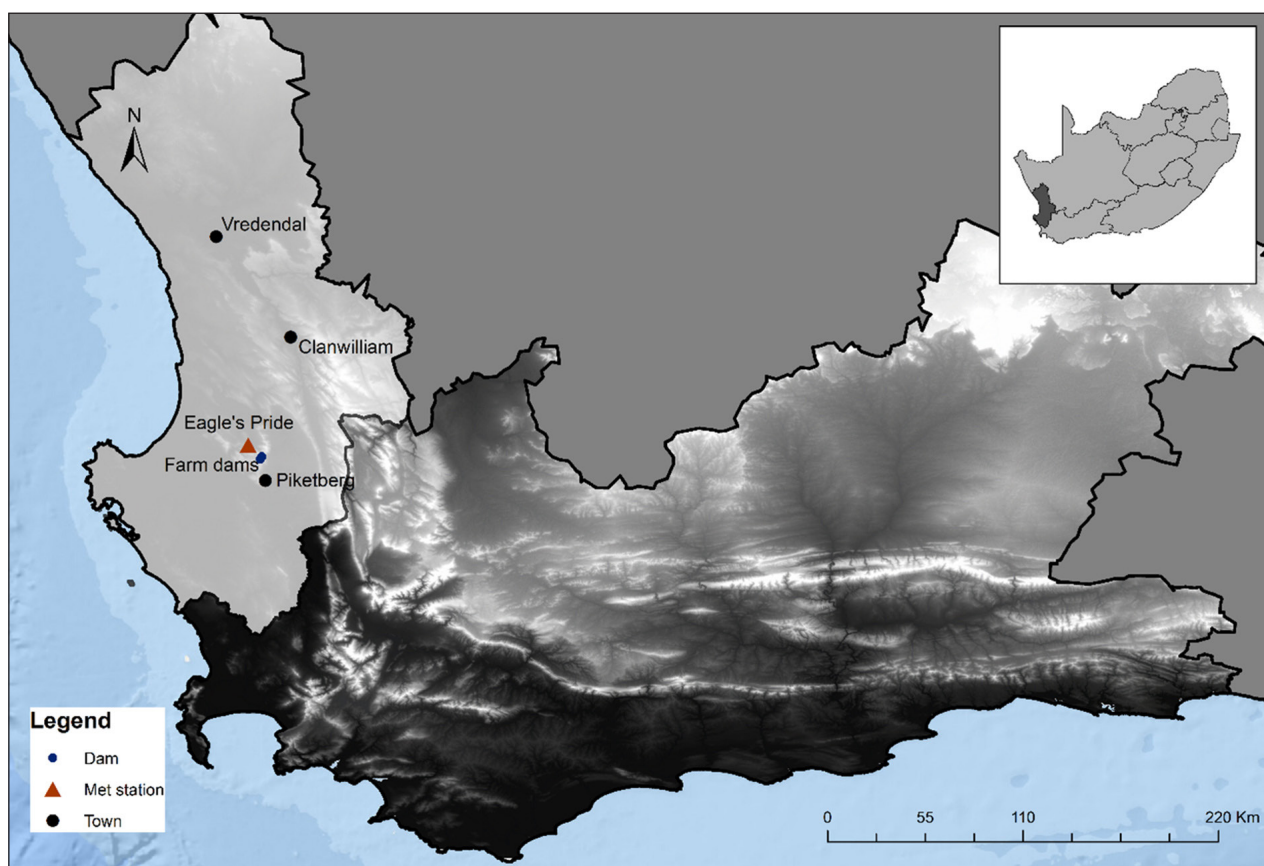 N
Vredendal
Clanwilliam
Eagle's Pride
Farm dams
Piketberg
Legend
Dam
Met station
Town
0 55 110 220 Km